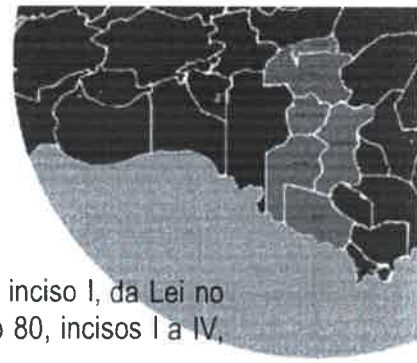 inciso I, da Lei no
o 80, incisos I a IV,